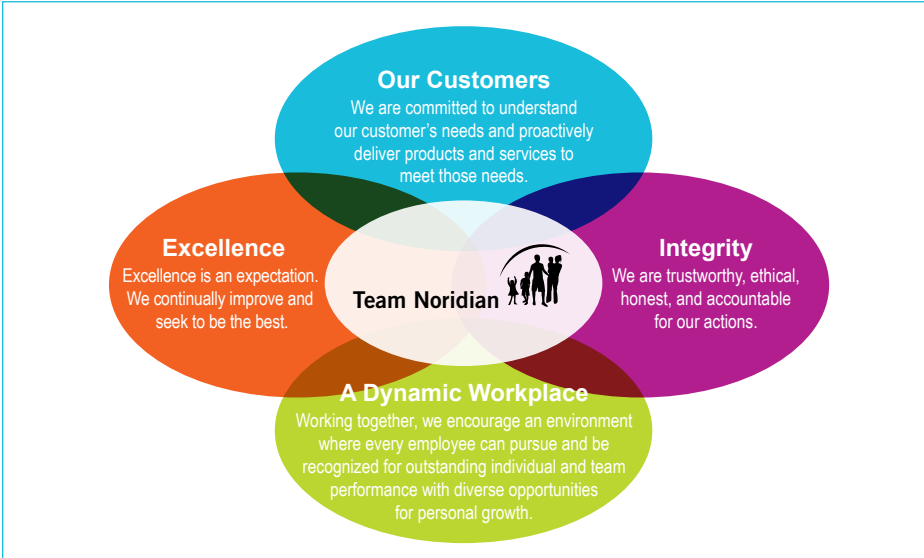 Our Customers
We are committed to understand
our customer's needs and proactively
deliver products and services to
meet those needs.
Excellence
Excellence is an expectation.
We continually improve and
seek to be the best.
Team Noridian
Integrity
We are trustworthy, ethical,
honest, and accountable
for our actions.
A Dynamic Workplace
Working together, we encourage an environment
where every employee can pursue and be
recognized for outstanding individual and team
performance with diverse opportunities
for personal growth.